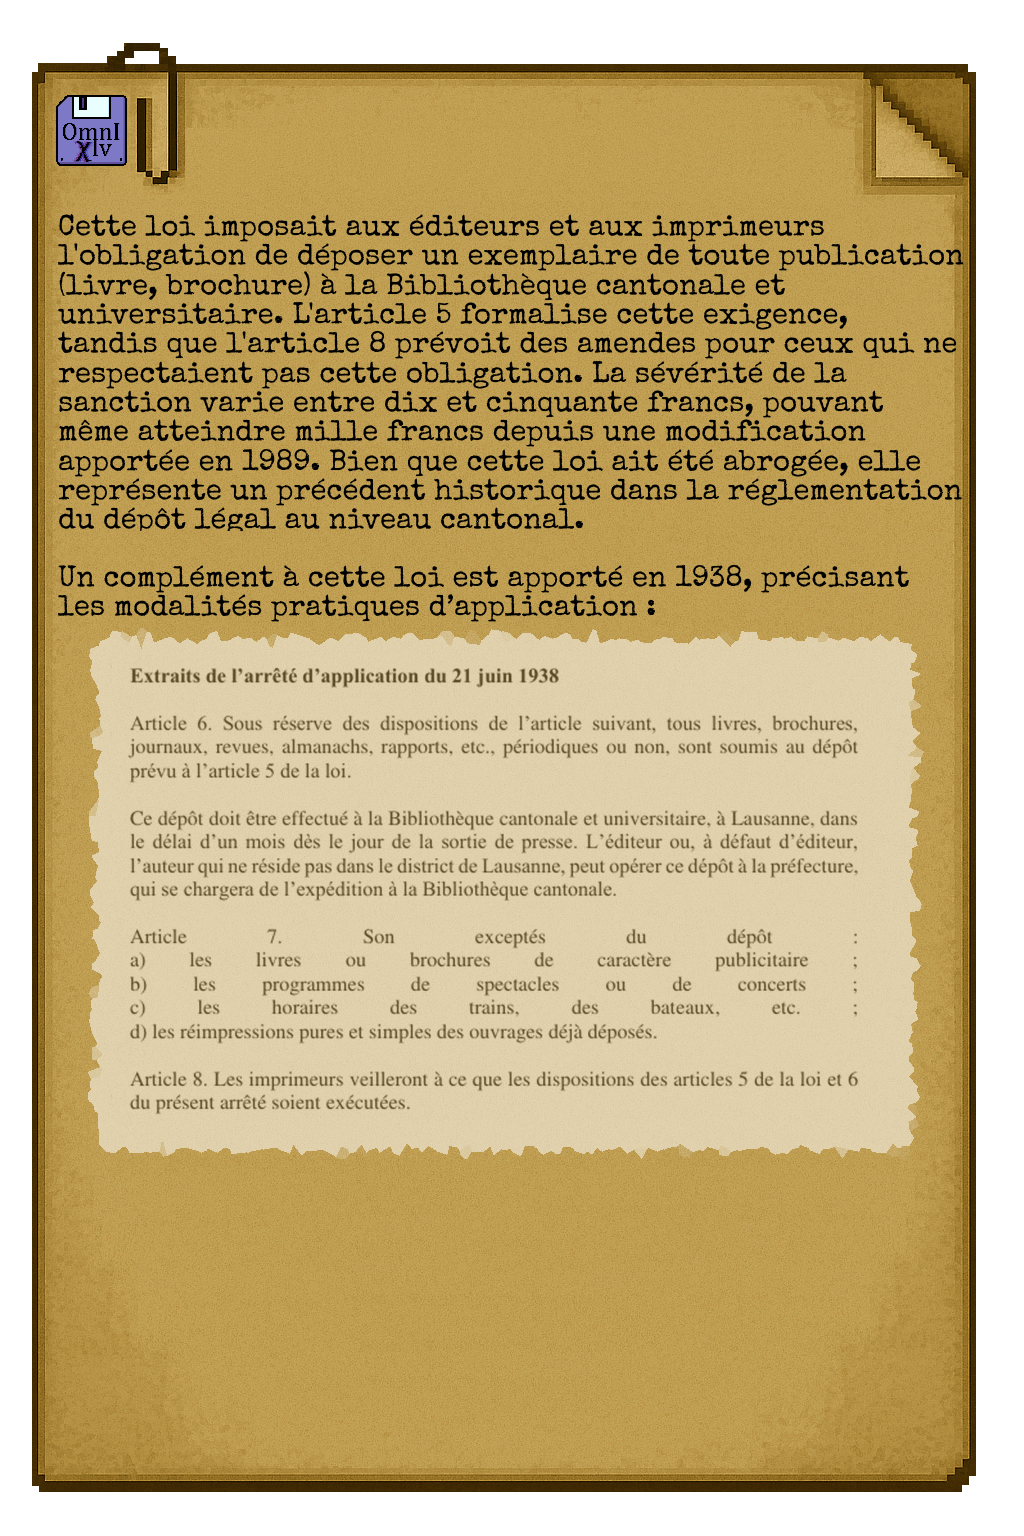 OmnI
χIv
Cette loi imposait aux éditeurs et aux imprimeurs
l'obligation de déposer un exemplaire de toute publication
(livre, brochure) à la Bibliothèque cantonale et
universitaire. L'article 5 formalise cette exigence,
tandis que l'article 8 prévoit des amendes pour ceux qui ne
respectaient pas cette obligation. La sévérité de la
sanction varie entre dix et cinquante francs, pouvant
même atteindre mille francs depuis une modification
apportée en 1989. Bien que cette loi ait été abrogée, elle
représente un précédent historique dans la réglementation
du dépôt légal au niveau cantonal.
Un complément à cette loi est apporté en 1938, précisant
les modalités pratiques d’application :
Extraits de l’arrêté d’application du 21 juin 1938
Article 6. Sous réserve des dispositions de l’article suivant, tous livres, brochures,
journaux, revues, almanachs, rapports, etc., périodiques ou non, sont soumis au dépôt
prévu à l’article 5 de la loi.
Ce dépôt doit être effectué à la Bibliothèque cantonale et universitaire, à Lausanne, dans
le délai d’un mois dès le jour de la sortie de presse. L’éditeur ou, à défaut d’éditeur,
l’auteur qui ne réside pas dans le district de Lausanne, peut opérer ce dépôt à la préfecture,
qui se chargera de l’expédition à la Bibliothèque cantonale.
Article 7. Son exceptés du dépôt :
a) les livres ou brochures de caractère publicitaire ;
b) les programmes de spectacles ou de concerts ;
c) les horaires des trains, des bateaux, etc. ;
d) les réimpressions pures et simples des ouvrages déjà déposés.
Article 8. Les imprimeurs veilleront à ce que les dispositions des articles 5 de la loi et 6
du présent arrêté soient exécutées.